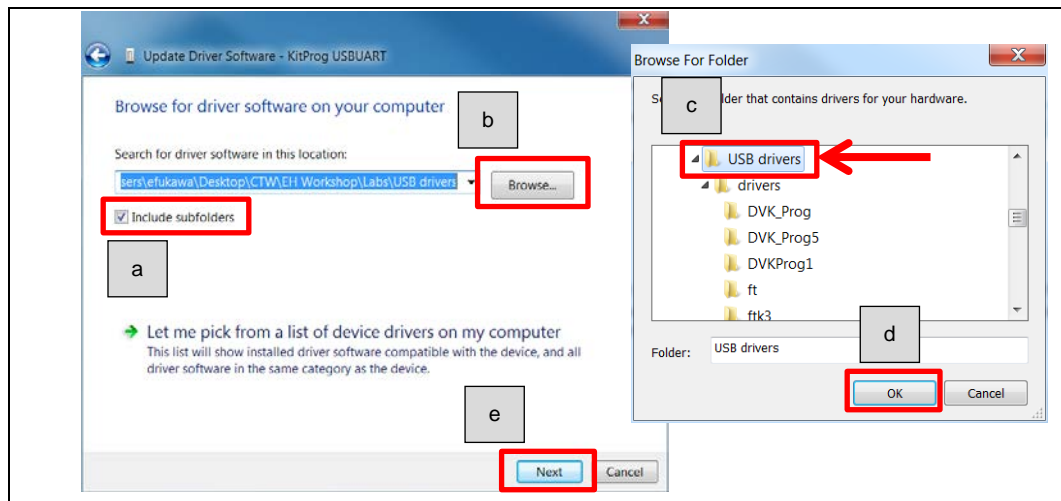 Update Driver Software - KitProg USBUART
Browse for driver software on your computer
b
Search for driver software in this location:
sers\efukawa\Desktop\CTW\EH Workshop\Labs\USB drivers
Browse...
Include subfolders
a
Let me pick from a list of device drivers on my computer
This list will show installed driver software compatible with the device, and all
driver software in the same category as the device.
e
Next
Cancel
Browse For Folder
c
lder that contains drivers for your hardware.
USB drivers
drivers
DVK_Prog
DVK_Prog5
DVKProg1
ft
ftk3
d
Folder:
USB drivers
OK
Cancel